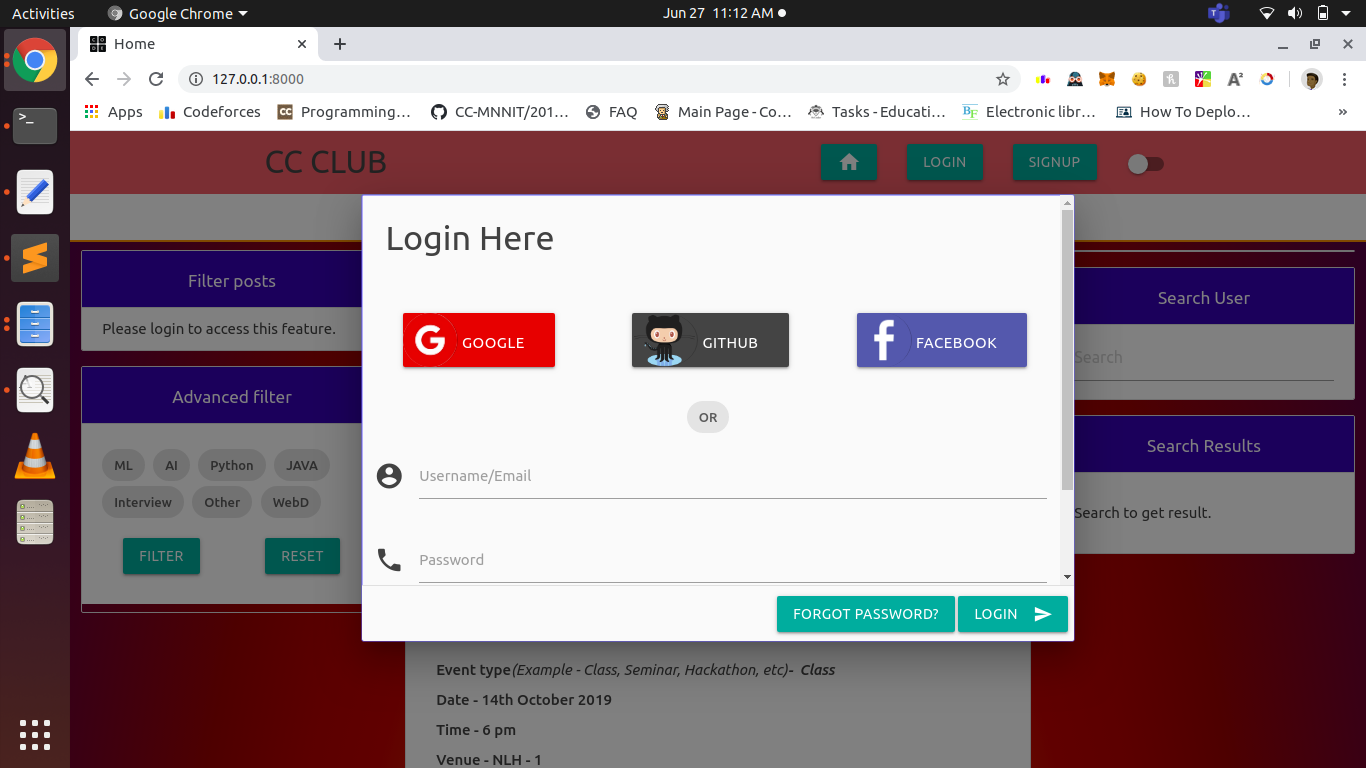 Activities
Google Chrome
Jun 27 11:12 AM
Home
127.0.0.1:8000
Apps
Codeforces
CC
Programming…
CC-MNNIT/201…
FAQ
Main Page - Co…
Tasks - Educati…
BF
Electronic libr…
How To Deplo…
»
CC CLUB
LOGIN
SIGNUP
Login Here
Filter posts
Please login to access this feature.
GOOGLE
GITHUB
FACEBOOK
OR
Username/Email
Password
FORGOT PASSWORD?
LOGIN
Advanced filter
ML AI Python JAVA
Interview Other WebD
FILTER
RESET
Search User
Search
Search Results
Search to get result.
Event type(Example - Class, Seminar, Hackathon, etc)- Class
Date - 14th October 2019
Time - 6 pm
Venue - NLH - 1